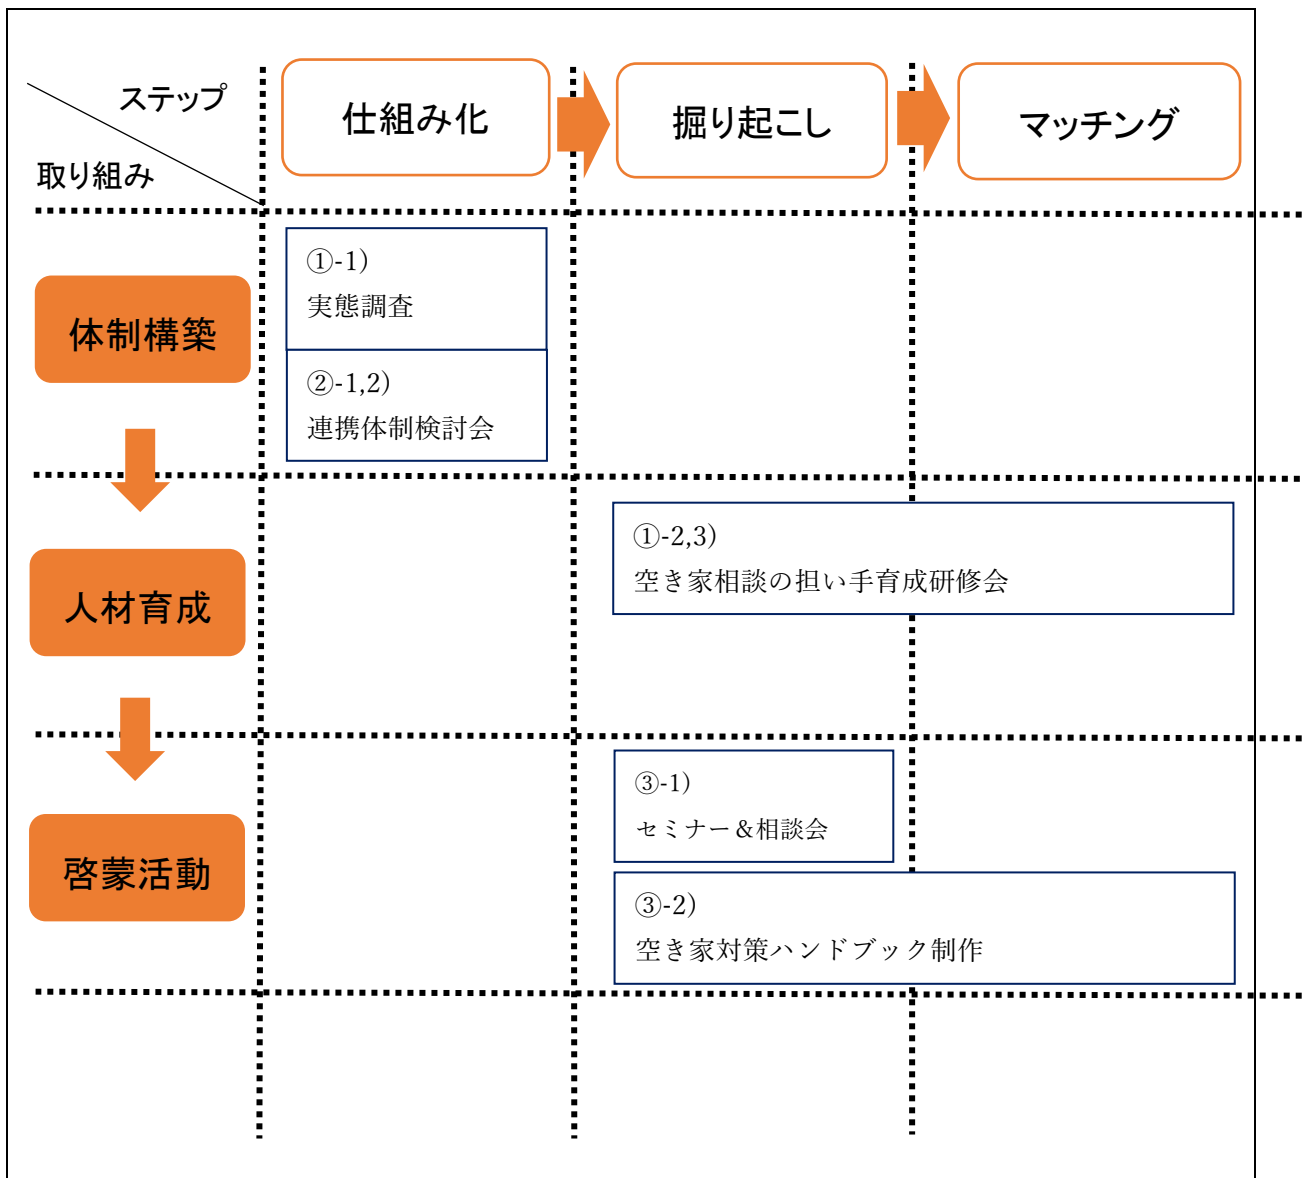 ステップ
取り組み
仕組み化
掘り起こし
マッチング
体制構築
①-1)
実態調査
②-1,2)
連携体制検討会
人材育成
①-2,3)
空き家相談の担い手育成研修会
啓蒙活動
③-1)
セミナー＆相談会
③-2)
空き家対策ハンドブック制作